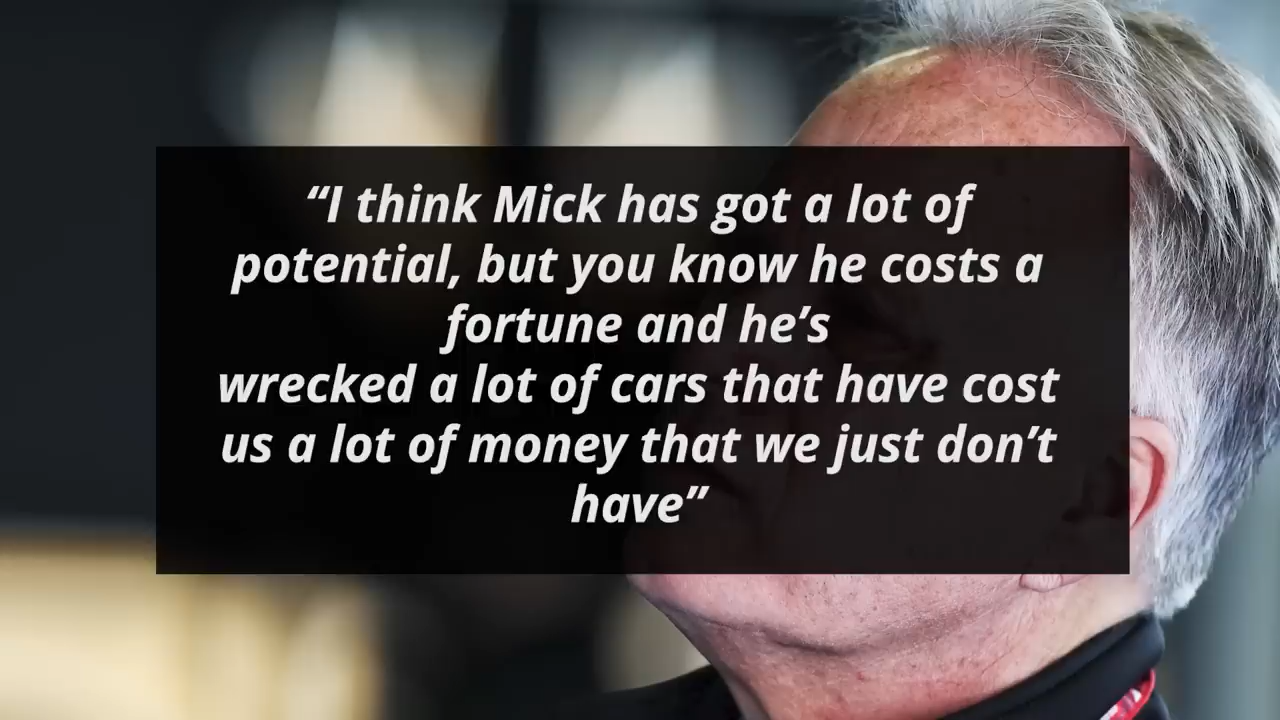 “I think Mick has got a lot of
potential, but you know he costs a
fortune and he’s
wrecked a lot of cars that have cost
us a lot of money that we just don’t
have”